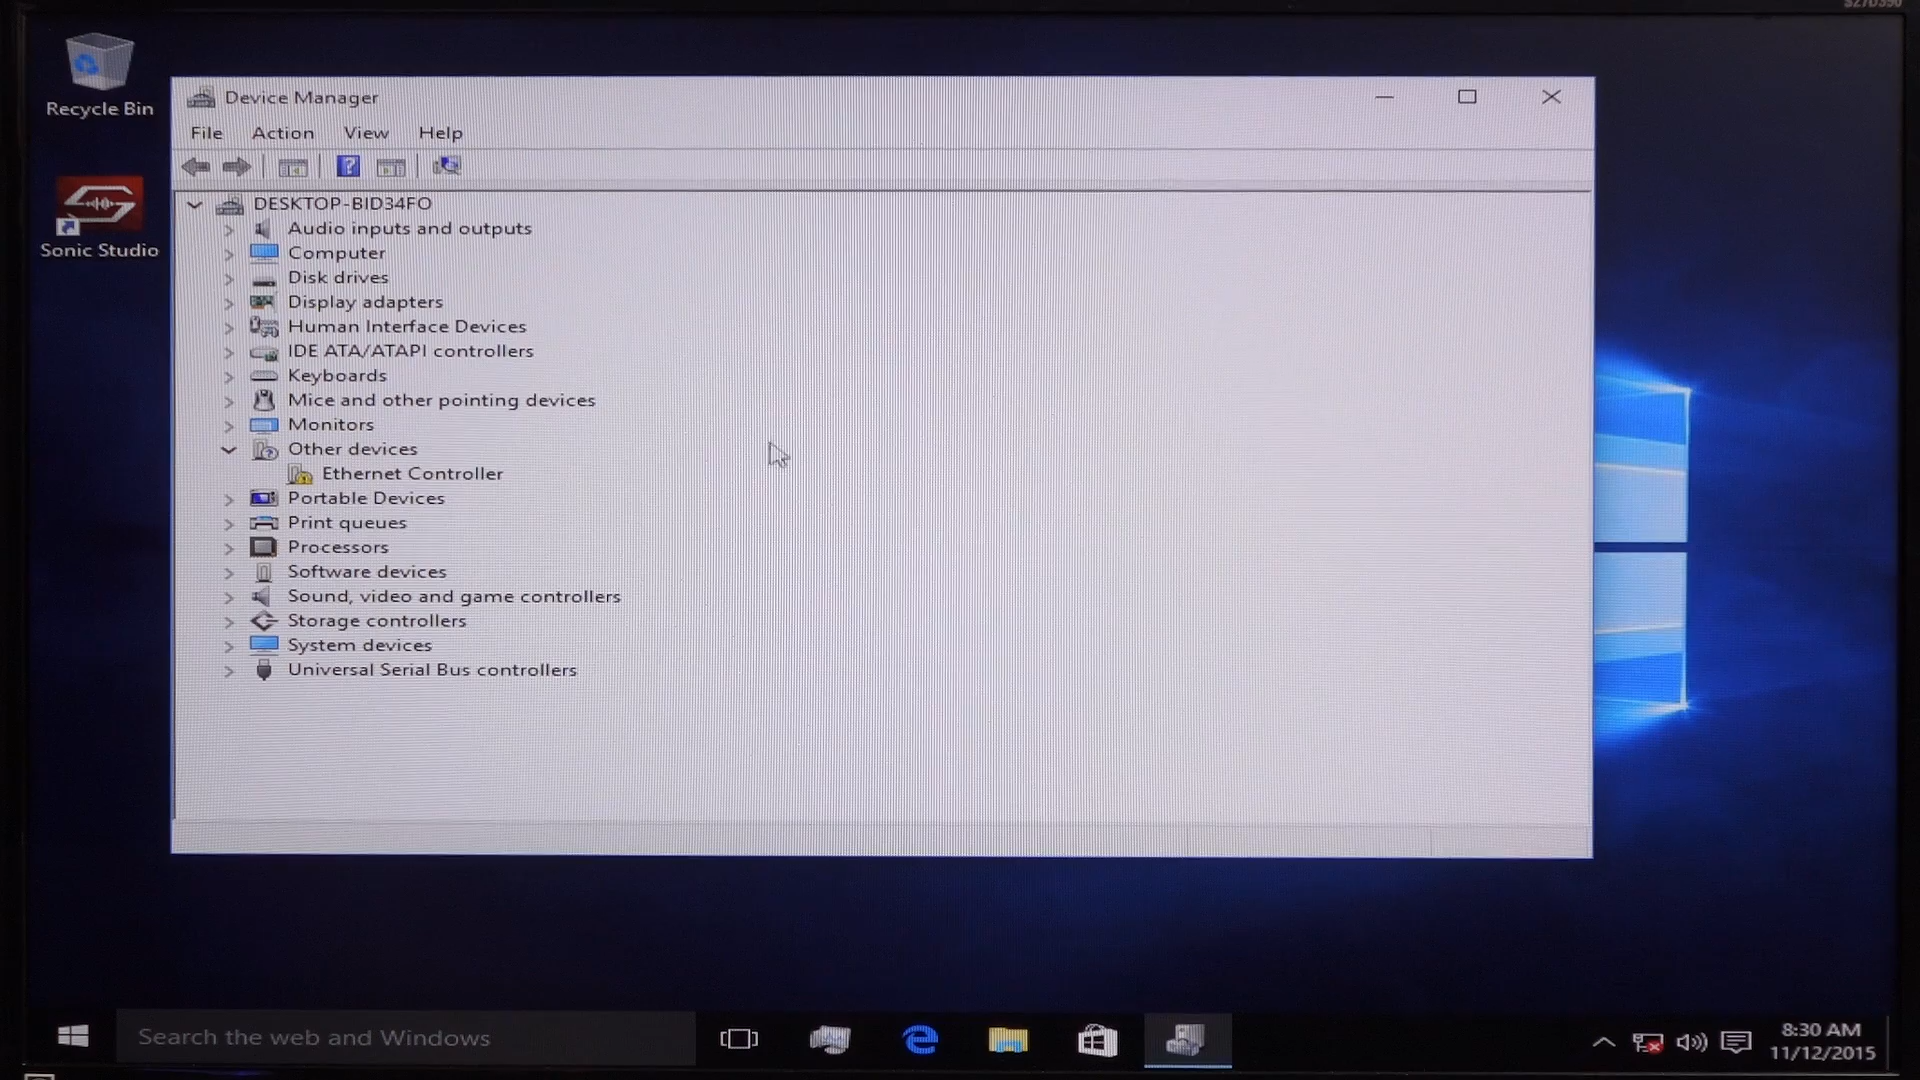 S27D390
Recycle Bin
Sonic Studio
Device Manager
File Action View Help
DESKTOP-BID34FO
Audio inputs and outputs
Computer
Disk drives
Display adapters
Human Interface Devices
IDE ATA/ATAPI controllers
Keyboards
Mice and other pointing devices
Monitors
Other devices
Ethernet Controller
Portable Devices
Print queues
Processors
Software devices
Sound, video and game controllers
Storage controllers
System devices
Universal Serial Bus controllers
Search the web and Windows
8:30 AM
11/12/2015